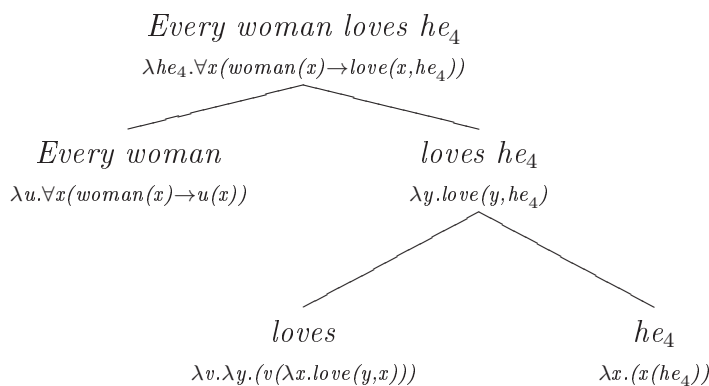 Every woman loves he₄
λhe₄.∀x(woman(x)→love(x,he₄))
Every woman
λu.∀x(woman(x)→u(x))
loves he₄
λy.love(y,he₄)
loves
λv.λy.(v(λx.love(y,x)))
he₄
λx.(x(he₄))